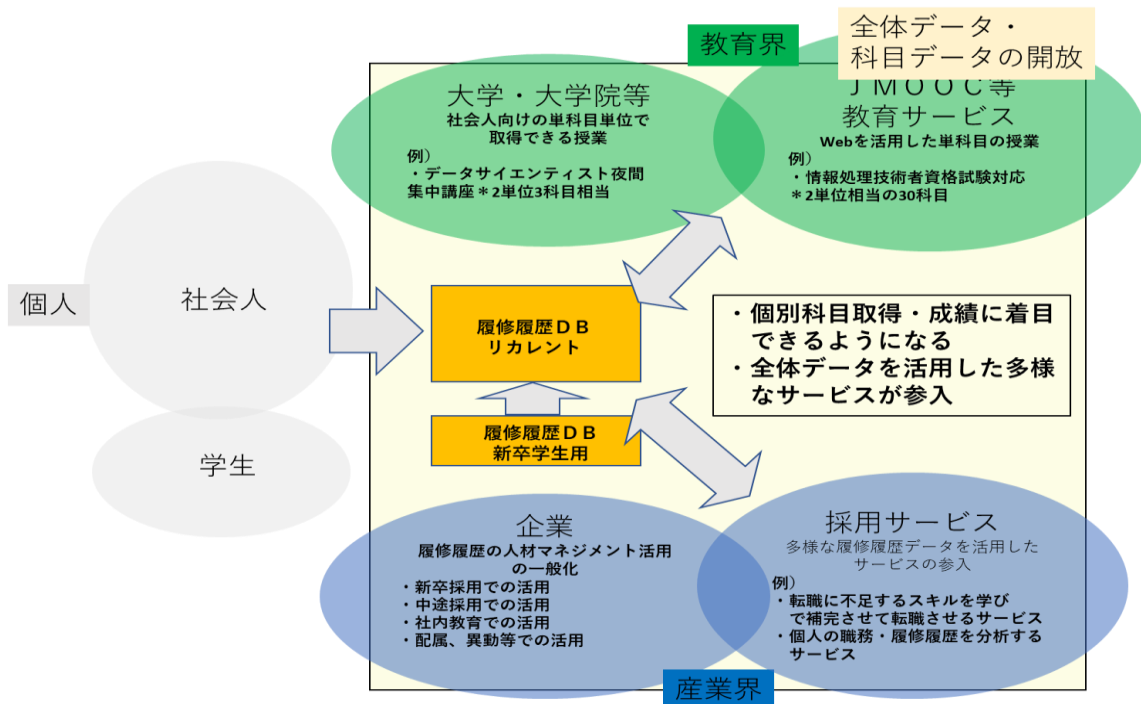 教育界
全体データ・
科目データの開放
大学・大学院等
社会人向けの単科目単位で
取得できる授業
例）
・データサイエンティスト夜間
集中講座＊2単位3科目相当
ＪＭＯＯＣ等
教育サービス
Webを活用した単科目の授業
例）
・情報処理技術者資格試験対応
＊2単位相当の30科目
個人
社会人
学生
履修履歴ＤＢ
リカレント
履修履歴ＤＢ
新卒学生用
・個別科目取得・成績に着目
できるようになる
・全体データを活用した多様
なサービスが参入
企業
履修履歴の人材マネジメント活用
の一般化
・新卒採用での活用
・中途採用での活用
・社内教育での活用
・配属、異動等での活用
採用サービス
多様な履修履歴データを活用した
サービスの参入
例）
・転職に不足するスキルを学び
で補完させて転職させるサービス
・個人の職務・履修履歴を分析する
サービス
産業界